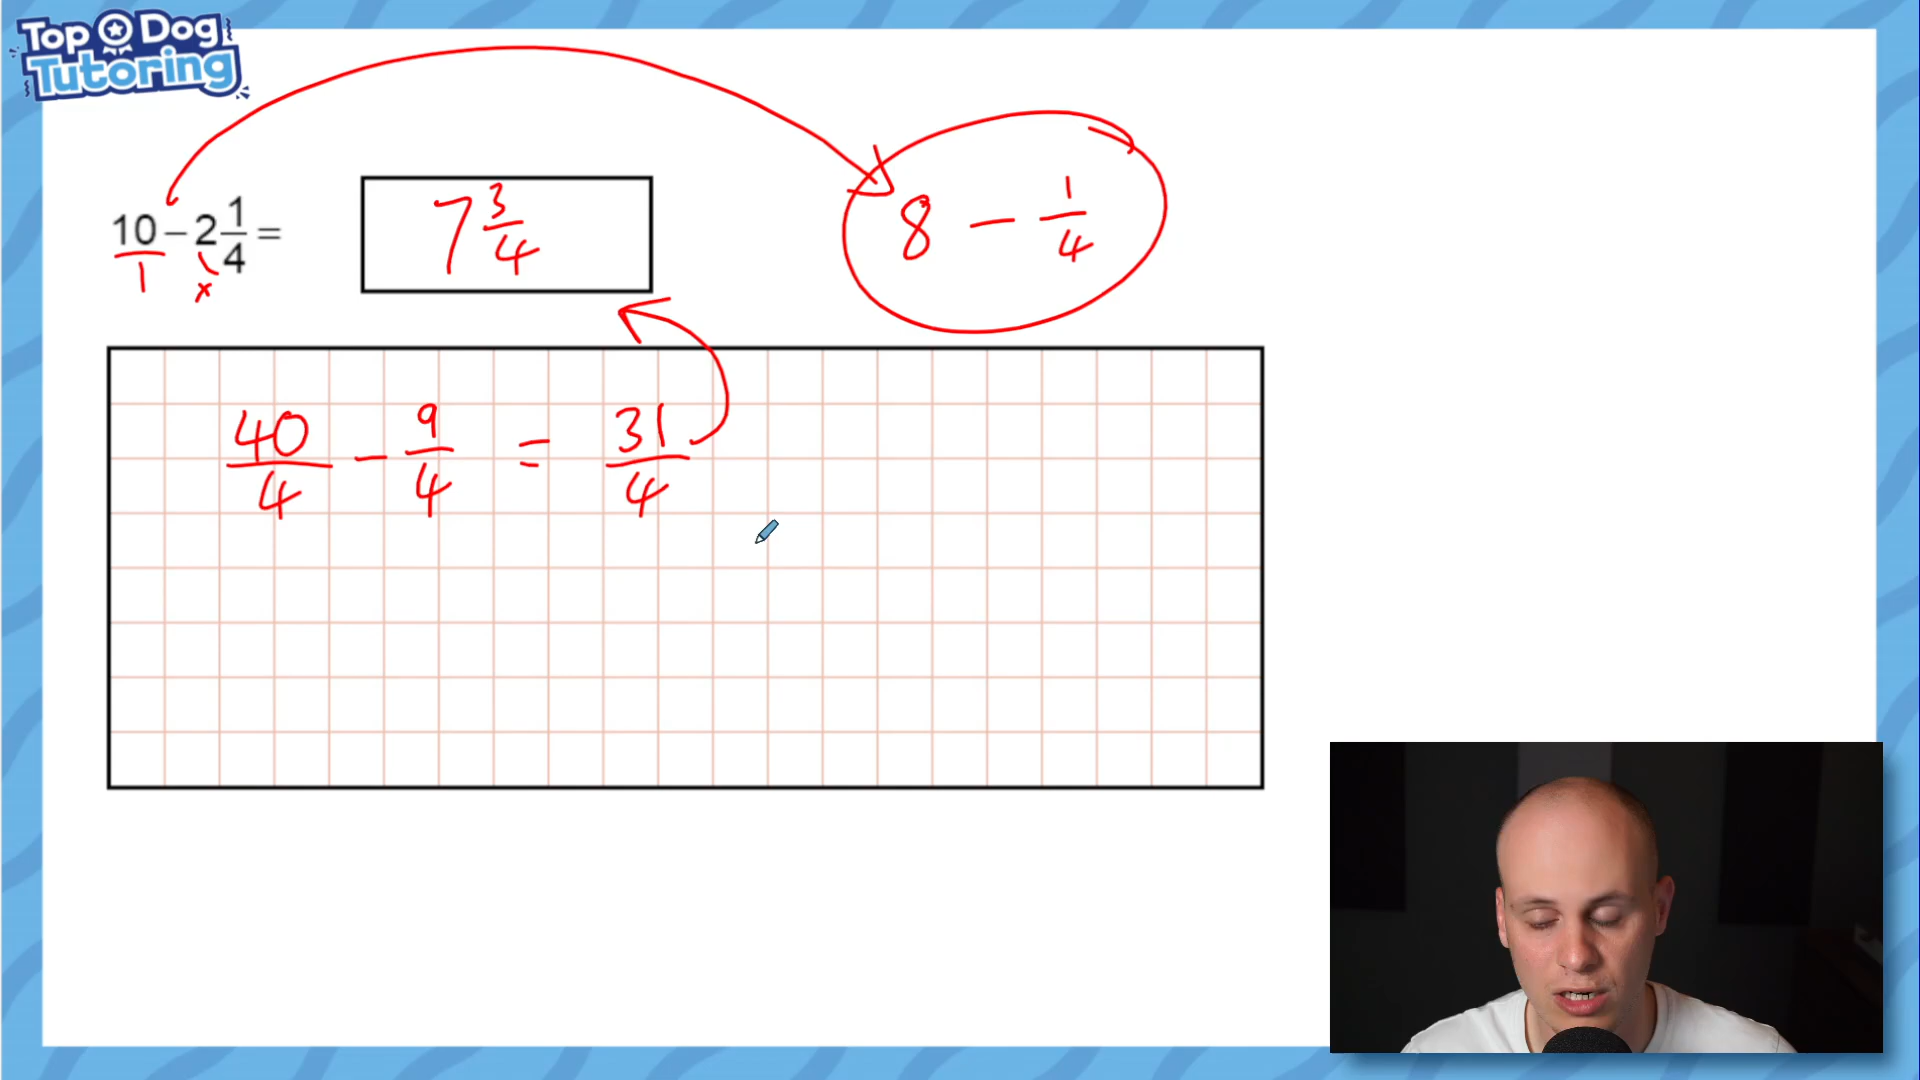 Top Dog
Tutoring
10 - 2 1/4 =
1
×
7 3/4
8 - 1/4
40/4 - 9/4 = 31/4